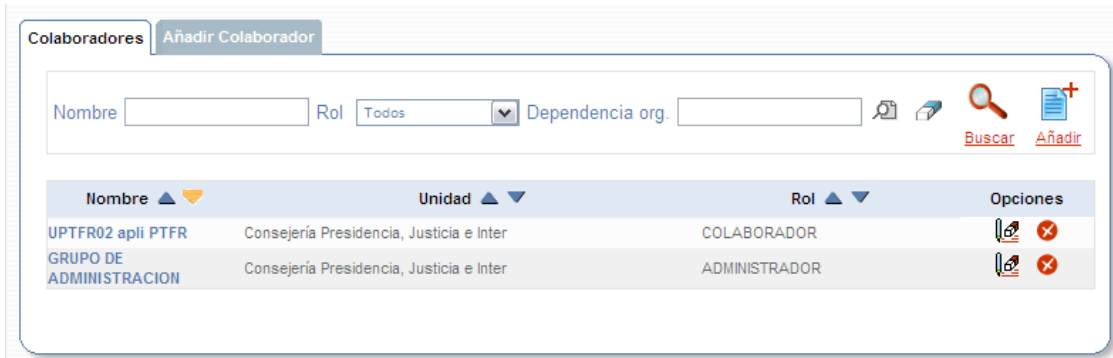 Colaboradores Añadir Colaborador
Nombre Rol Todos Dependencia org.
Buscar Añadir
Nombre Unidad Rol Opciones
UPTFR02 apli PTFR Consejería Presidencia, Justicia e Inter COLABORADOR
GRUPO DE
ADMINISTRACION Consejería Presidencia, Justicia e Inter ADMINISTRADOR